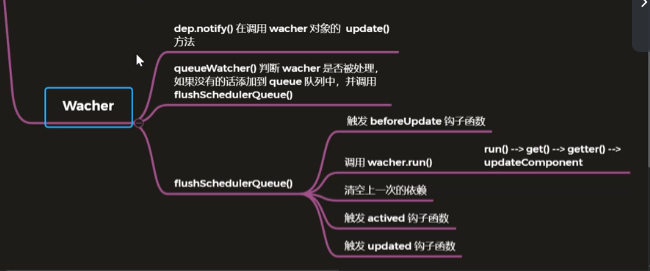 dep.notify() 在调用 wacher 对象的 update()
方法
queueWatcher() 判断 wacher 是否被处理,
如果没有的话添加到 queue 队列中，并调用
flushSchedulerQueue()
Wacher
触发 beforeUpdate 钩子函数
run() --> get() --> getter() -->
updateComponent
调用 wacher.run()
flushSchedulerQueue()
清空上一次的依赖
触发 actived 钩子函数
触发 updated 钩子函数